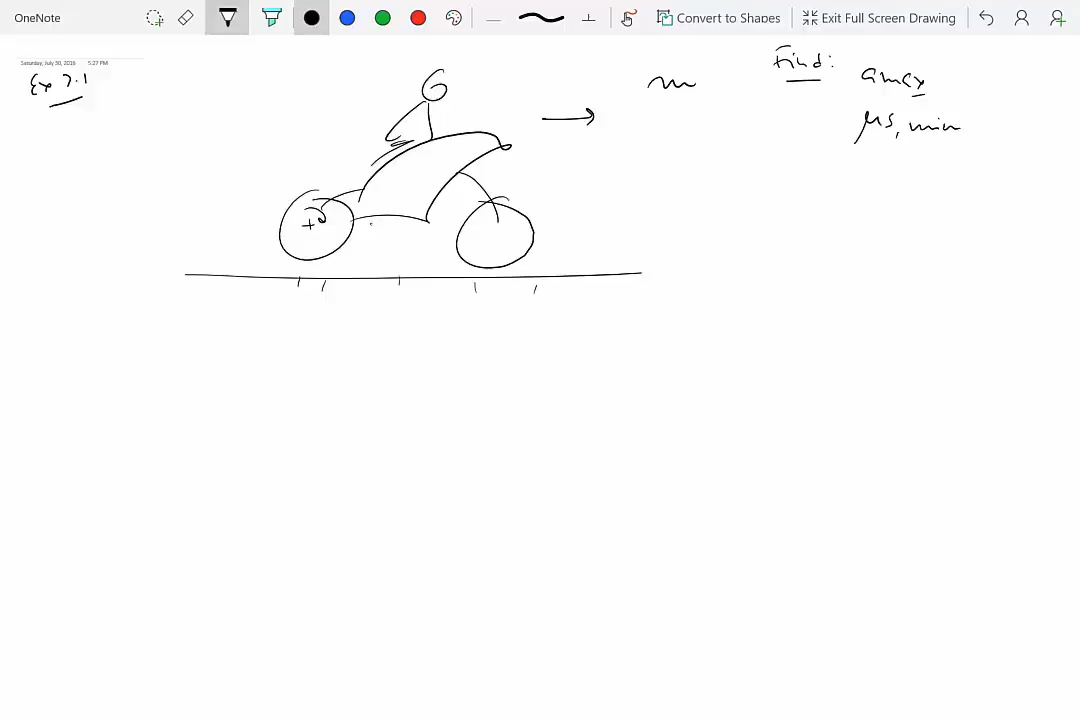 OneNote
Convert to Shapes
Exit Full Screen Drawing
Saturday, July 30, 2016 5:27 PM
Ex 7.1
m
Find:
amax
μs, min